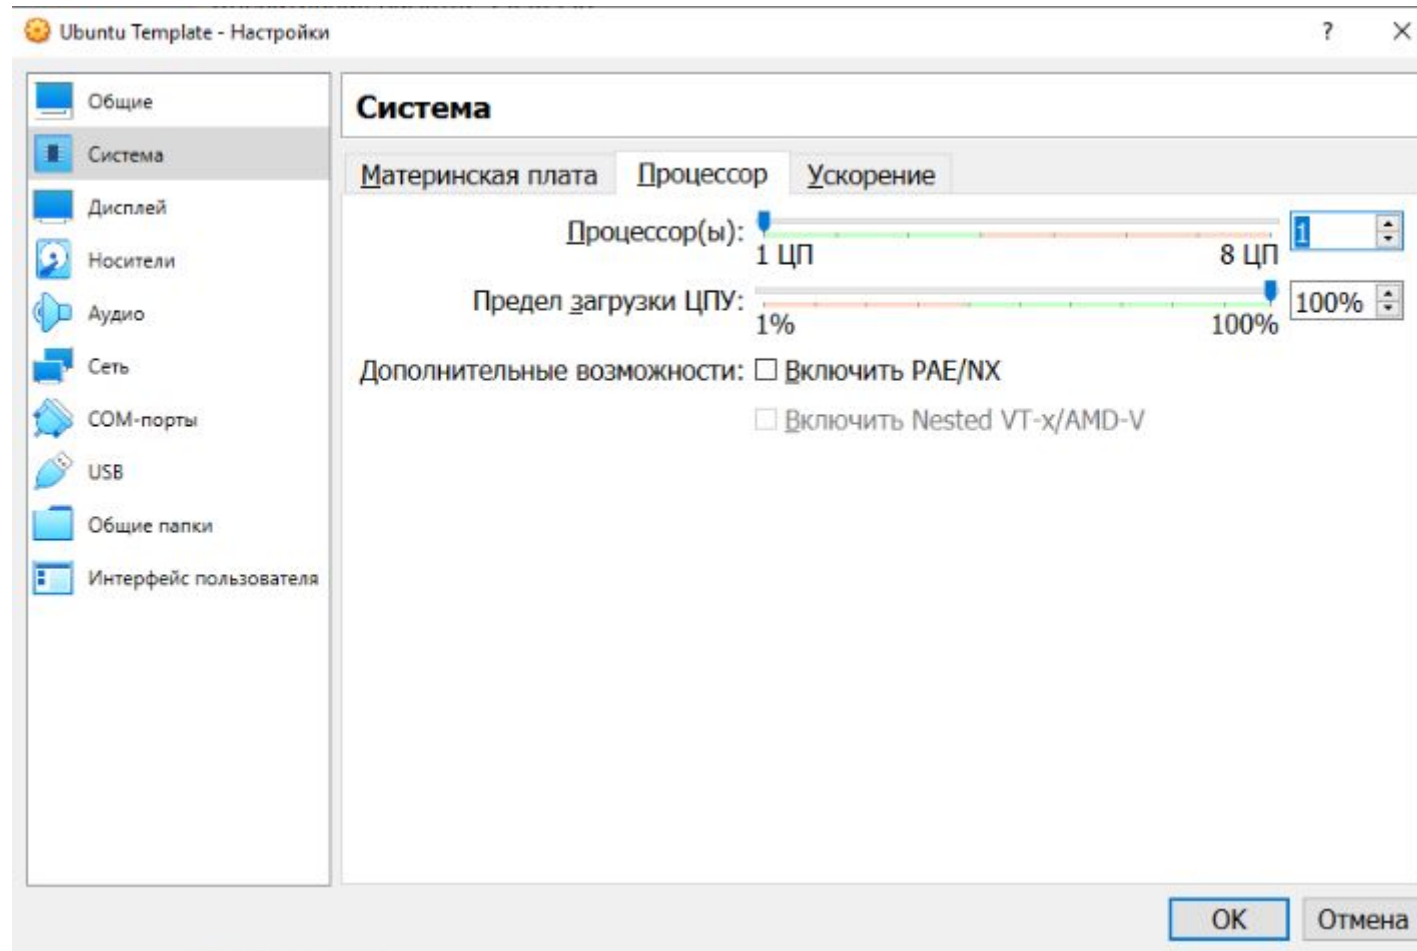 Ubuntu Template - Настройки
?
Общие
Система
Дисплей
Носители
Аудио
Сеть
COM-порты
USB
Общие папки
Интерфейс пользователя
Система
Материнская плата Процессор Ускорение
Процессор(ы): 1
1 ЦП 8 ЦП
Предел загрузки ЦПУ: 100%
1% 100%
Дополнительные возможности: Включить PAE/NX
Включить Nested VT-x/AMD-V
OK Отмена